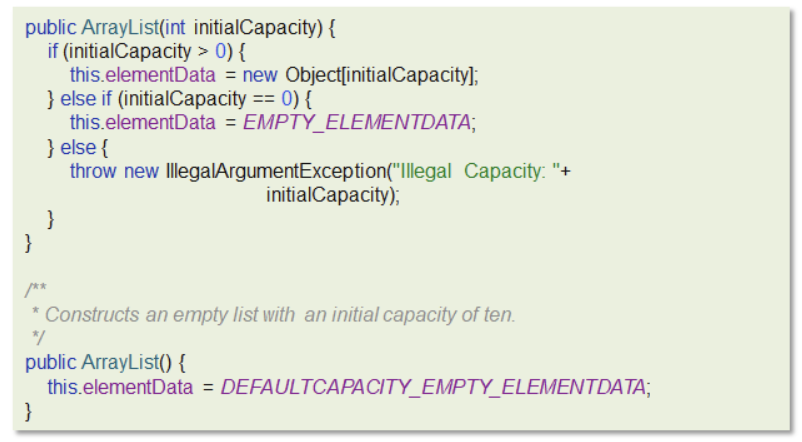 public ArrayList(int initialCapacity) {
if (initialCapacity > 0) {
this.elementData = new Object[initialCapacity];
} else if (initialCapacity == 0) {
this.elementData = EMPTY_ELEMENTDATA;
} else {
throw new IllegalArgumentException("Illegal Capacity: "+
initialCapacity);
}
}
/**
* Constructs an empty list with an initial capacity of ten.
*/
public ArrayList() {
this.elementData = DEFAULTCAPACITY_EMPTY_ELEMENTDATA;
}